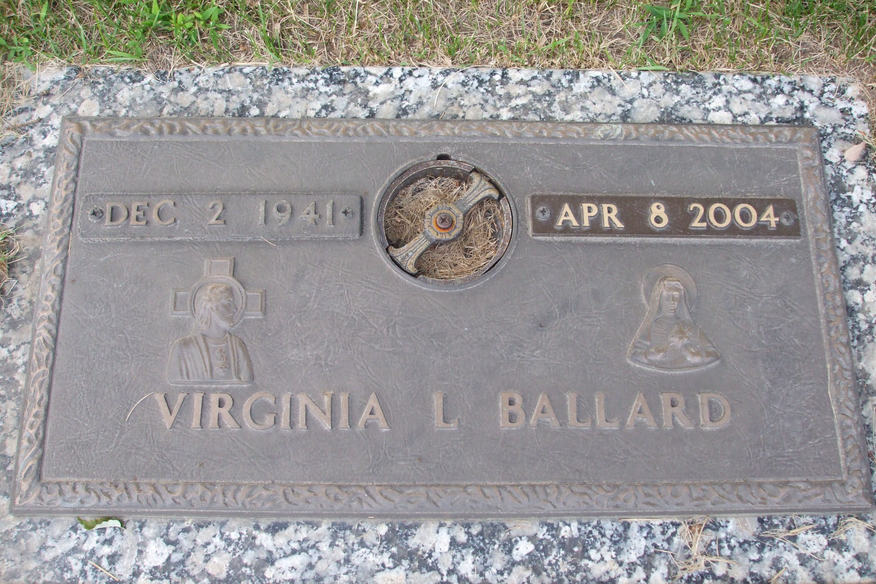 DEC 2 1941 APR 8 2004
VIRGINIA L BALLARD